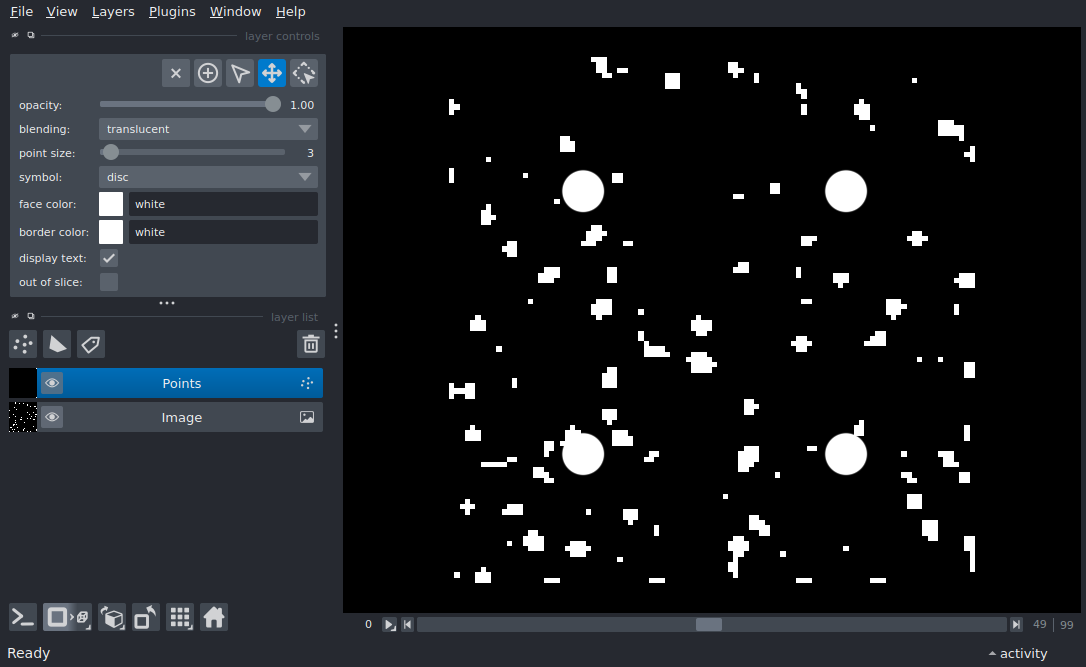 File View Layers Plugins Window Help
layer controls
opacity: 1.00
blending: translucent
point size: 3
symbol: disc
face color: white
border color: white
display text:
out of slice:
layer list
Points
Image
0 49 99
Ready activity